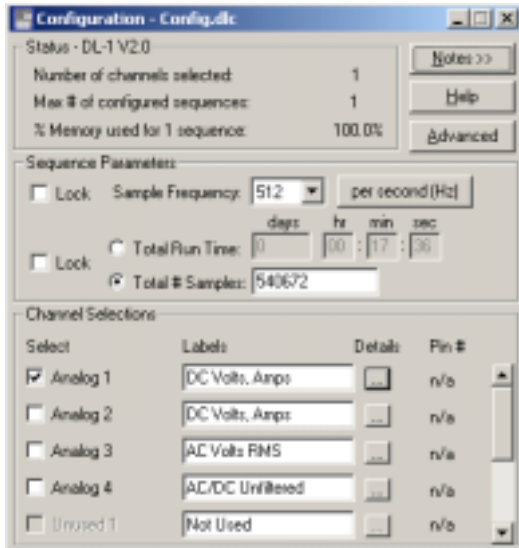 Configuration - Config.dlc
Status - DL-1 V2.0
Number of channels selected: 1
Max # of configured sequences: 1
% Memory used for 1 sequence: 100.0%
Notes >>
Help
Advanced
Sequence Parameters
Lock Sample Frequency: 512 per second (Hz)
days hr min sec
Lock Total Run Time: 0 00 : 17 : 36
Total # Samples: 540672
Channel Selections
Select Labels Details Pin #
Analog 1 DC Volts, Amps ... n/a
Analog 2 DC Volts, Amps ... n/a
Analog 3 AC Volts RMS ... n/a
Analog 4 AC/DC Unfiltered ... n/a
Unused 1 Not Used ... n/a